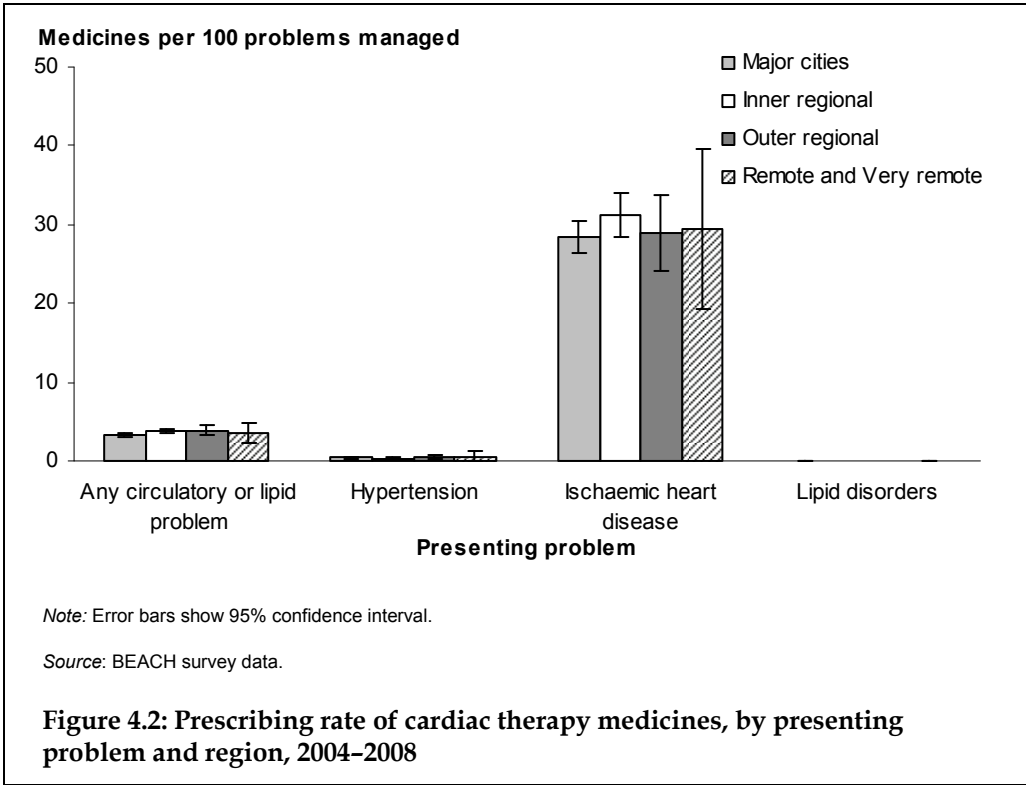 Medicines per 100 problems managed
50
40
30
20
10
0
Major cities
Inner regional
Outer regional
Remote and Very remote
Any circulatory or lipid
problem
Hypertension
Ischaemic heart
disease
Lipid disorders
Presenting problem
Note: Error bars show 95% confidence interval.
Source: BEACH survey data.
Figure 4.2: Prescribing rate of cardiac therapy medicines, by presenting
problem and region, 2004–2008